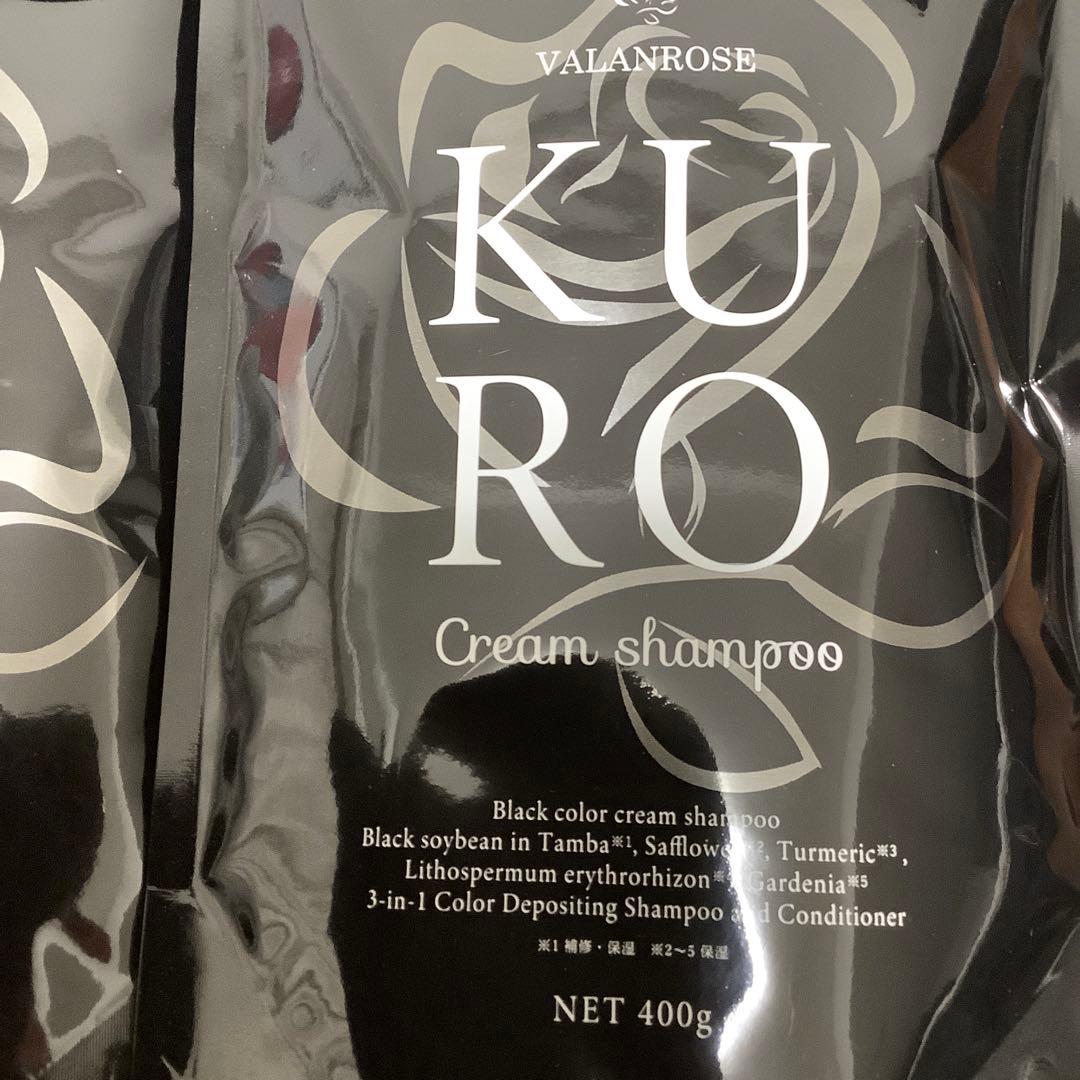 VALANROSE
KU
RO
Cream shampoo
Black color cream shampoo
Black soybean in Tamba※1, Safflower※2, Turmeric※3,
Lithospermum erythrorhizon※4, Gardenia※5
3-in-1 Color Depositing Shampoo and Conditioner
※1 補修・保湿 ※2～5 保湿
NET 400g